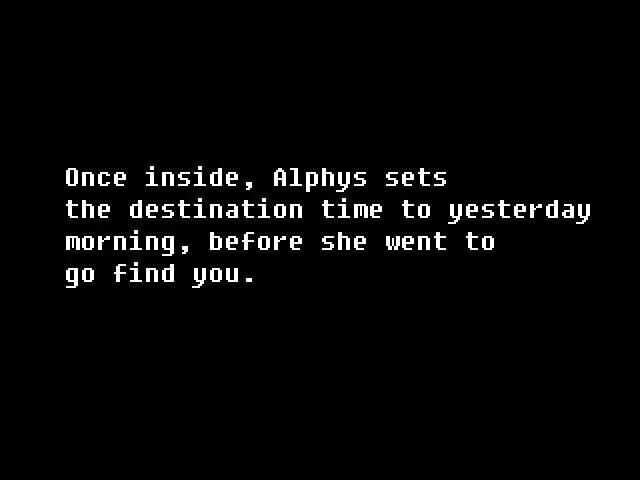 Once inside, Alphys sets
the destination time to yesterday
morning, before she went to
go find you.